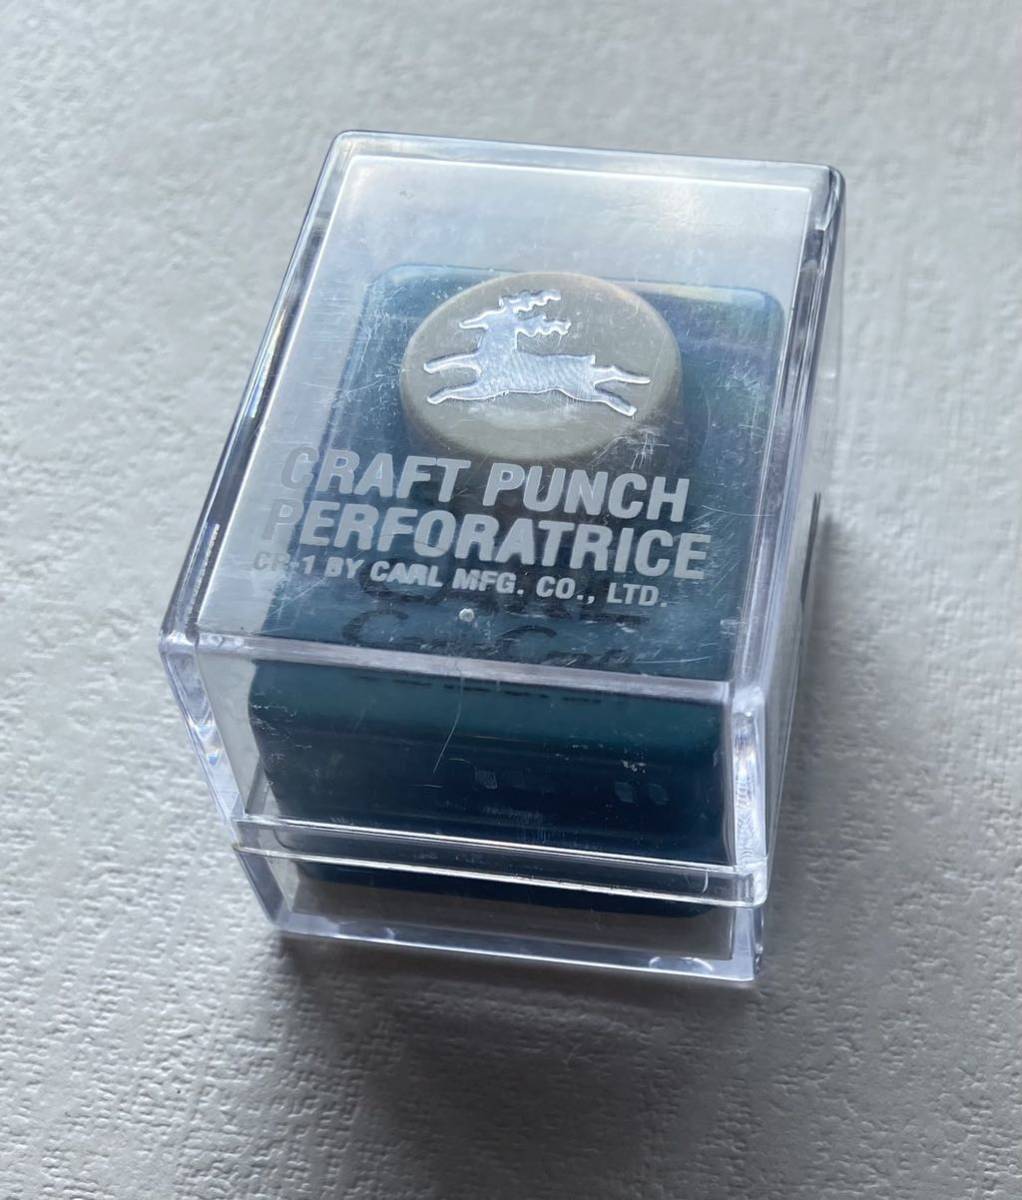 CRAFT PUNCH
PERFORATRICE
CP-1 BY CARL MFG. CO., LTD.